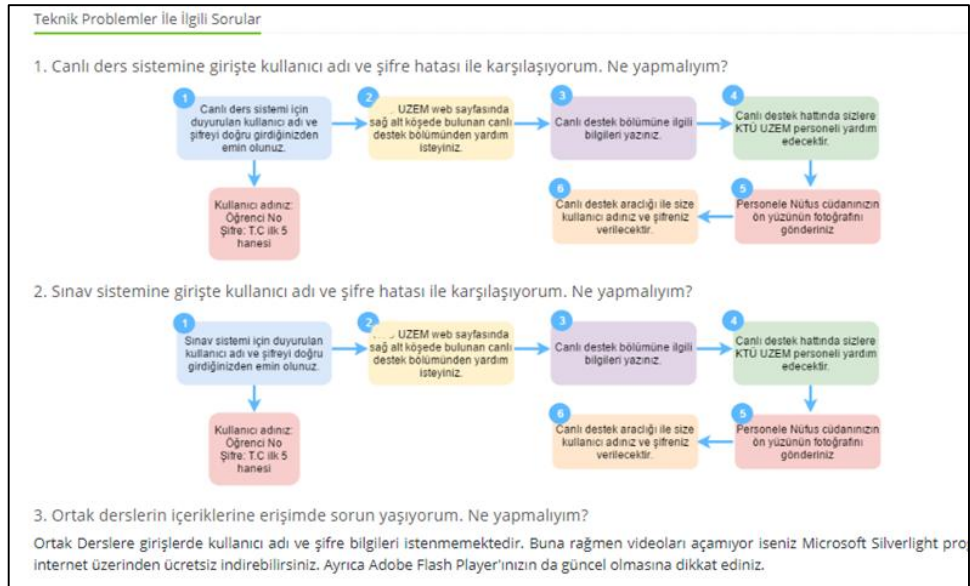 Teknik Problemler İle İlgili Sorular
1. Canlı ders sistemine girişte kullanıcı adı ve şifre hatası ile karşılaşıyorum. Ne yapmalıyım?
1
Canlı ders sistemi için
duyurulan kullanıcı adı ve
şifreyi doğru girdiğinizden
emin olunuz.
2
UZEM web sayfasında
sağ alt köşede bulunan canlı
destek bölümünden yardım
isteyiniz.
3
Canlı destek bölümüne ilgili
bilgileri yazınız.
4
Canlı destek hattında sizlere
KTÜ UZEM personeli yardım
edecektir.
Kullanıcı adınız:
Öğrenci No
Şifre: T.C ilk 5
hanesi
6
Canlı destek aracılığı ile size
kullanıcı adınız ve şifreniz
verilecektir.
5
Personele Nüfus cüdanınızın
ön yüzünün fotoğrafını
gönderiniz
2. Sınav sistemine girişte kullanıcı adı ve şifre hatası ile karşılaşıyorum. Ne yapmalıyım?
1
Sınav sistemi için duyurulan
kullanıcı adı ve şifreyi doğru
girdiğinizden emin olunuz.
2
UZEM web sayfasında
sağ alt köşede bulunan canlı
destek bölümünden yardım
isteyiniz.
3
Canlı destek bölümüne ilgili
bilgileri yazınız.
4
Canlı destek hattında sizlere
KTÜ UZEM personeli yardım
edecektir.
Kullanıcı adınız:
Öğrenci No
Şifre: T.C ilk 5
hanesi
6
Canlı destek aracılığı ile size
kullanıcı adınız ve şifreniz
verilecektir.
5
Personele Nüfus cüdanınızın
ön yüzünün fotoğrafını
gönderiniz
3. Ortak derslerin içeriklerine erişimde sorun yaşıyorum. Ne yapmalıyım?
Ortak Derslere girişlerde kullanıcı adı ve şifre bilgileri istenmemektedir. Buna rağmen videoları açamıyor iseniz Microsoft Silverlight
internet üzerinden ücretsiz indirebilirsiniz. Ayrıca Adobe Flash Player'ınızın da güncel olmasına dikkat ediniz.